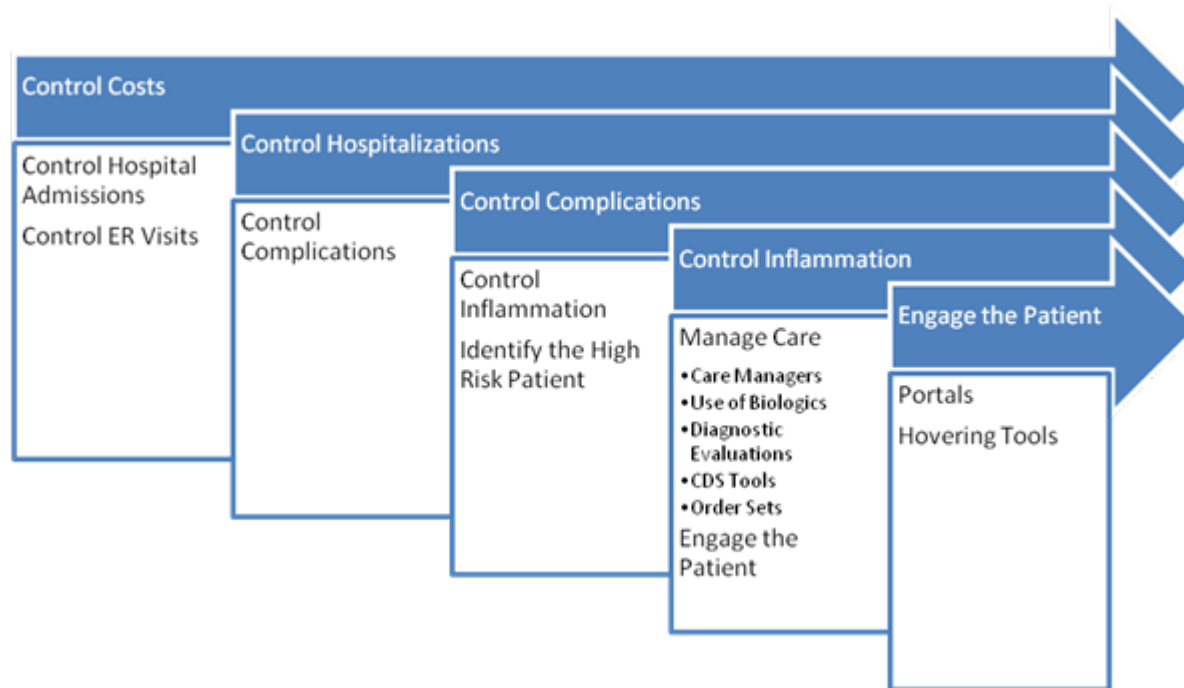 Control Costs
Control Hospital
Admissions
Control ER Visits
Control Hospitalizations
Control
Complications
Control Complications
Control
Inflammation
Identify the High
Risk Patient
Control Inflammation
Manage Care
•Care Managers
•Use of Biologics
•Diagnostic
Evaluations
•CDS Tools
•Order Sets
Engage the
Patient
Engage the Patient
Portals
Hovering Tools